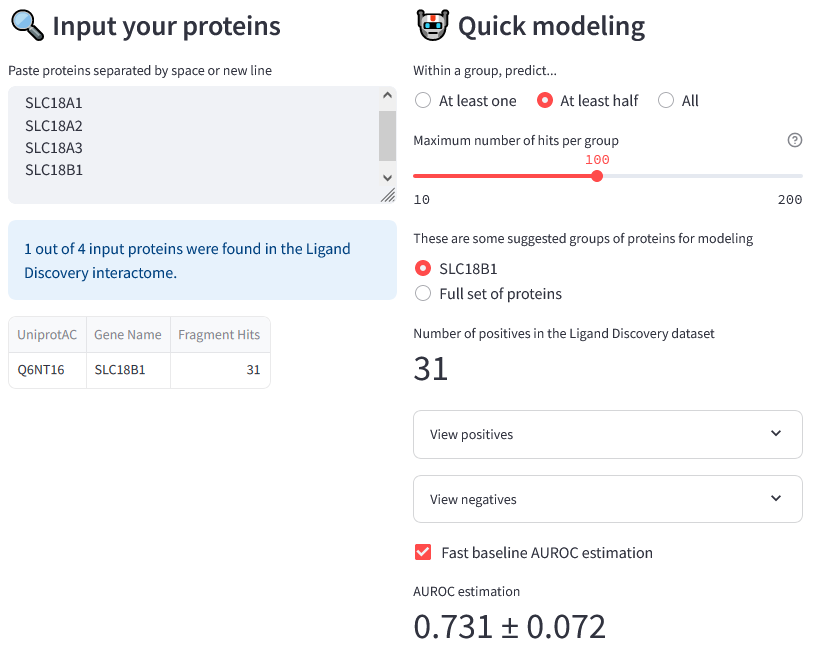 Input your proteins
Paste proteins separated by space or new line
SLC18A1
SLC18A2
SLC18A3
SLC18B1
1 out of 4 input proteins were found in the Ligand
Discovery interactome.
UniprotAC Gene Name Fragment Hits
Q6NT16 SLC18B1 31
Quick modeling
Within a group, predict...
At least one At least half All
Maximum number of hits per group
100
10 200
These are some suggested groups of proteins for modeling
SLC18B1
Full set of proteins
Number of positives in the Ligand Discovery dataset
31
View positives
View negatives
Fast baseline AUROC estimation
AUROC estimation
0.731 ± 0.072